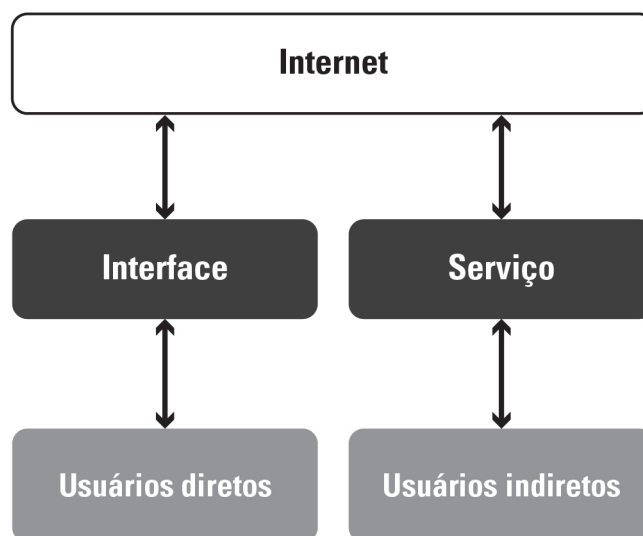 Internet
Interface
Serviço
Usuários diretos
Usuários indiretos